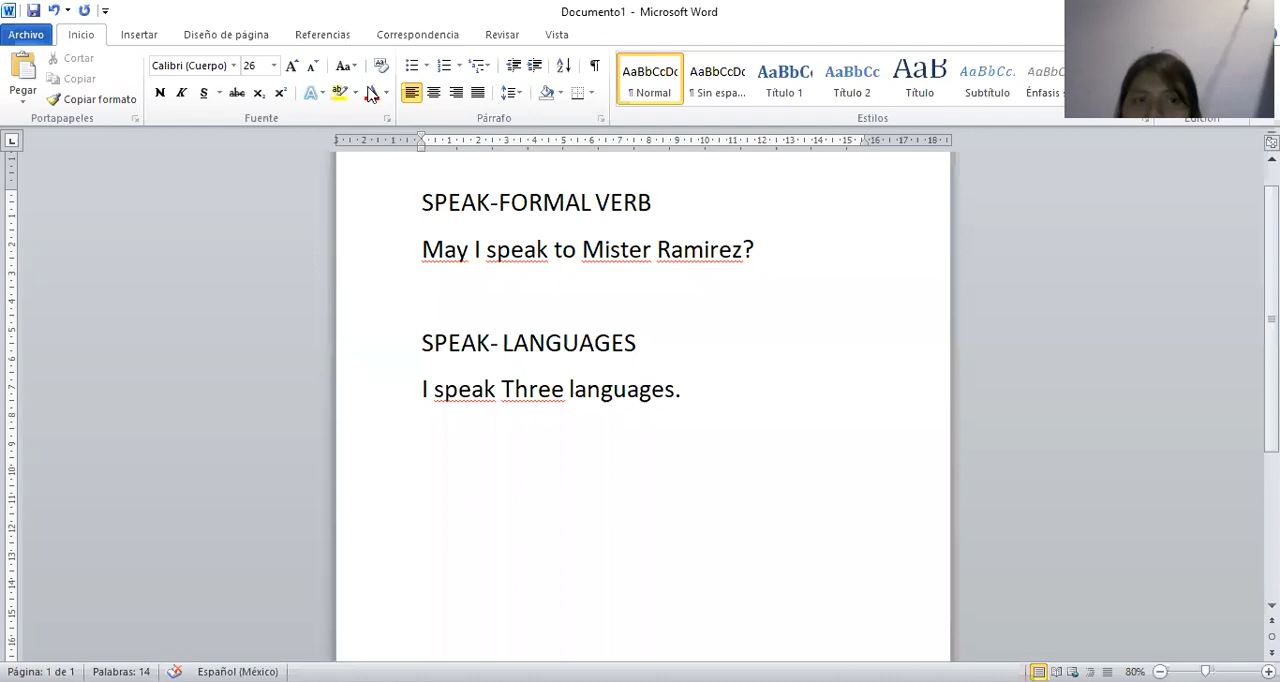 Documento1 - Microsoft Word
Archivo Inicio Insertar Diseño de página Referencias Correspondencia Revisar Vista
Pegar
Cortar
Copiar
Copiar formato
Portapapeles
Calibri (Cuerpo) 26
Fuente
Párrafo
AaBbCcDc AaBbCcDc AaBbC AaBbCc AaB AaBbCc. AaBbCc
¶ Normal ¶ Sin espa... Título 1 Título 2 Título Subtítulo Énfasis
Estilos
SPEAK-FORMAL VERB
May I speak to Mister Ramirez?
SPEAK- LANGUAGES
I speak Three languages.
Página: 1 de 1 Palabras: 14 Español (México) 80%